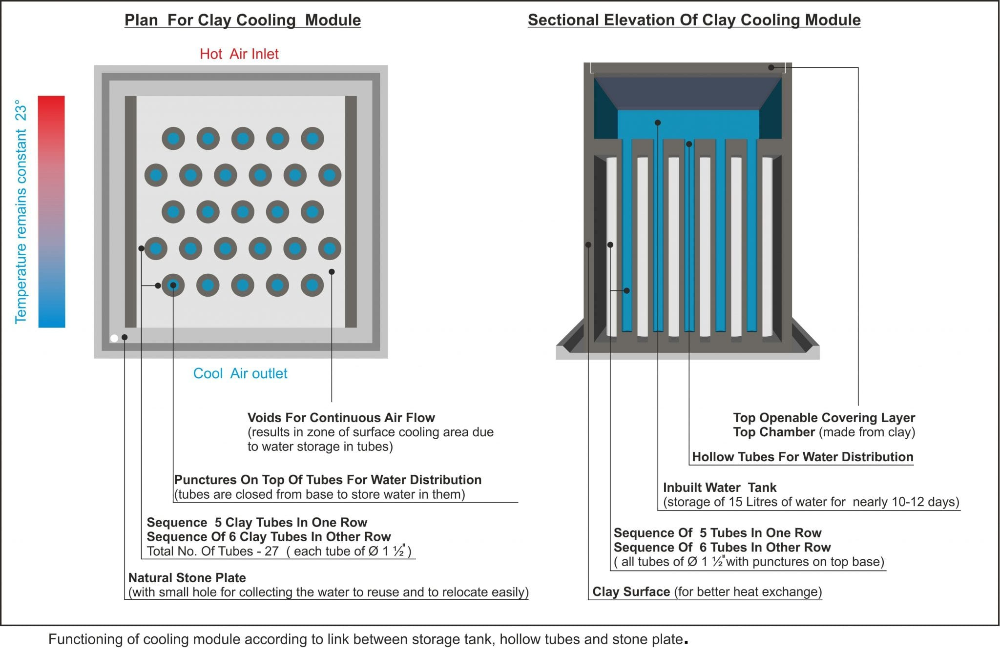 Plan For Clay Cooling Module
Hot Air Inlet
Temperature remains constant 23°
Cool Air outlet
Voids For Continuous Air Flow
(results in zone of surface cooling area due
to water storage in tubes)
Punctures On Top Of Tubes For Water Distribution
(tubes are closed from base to store water in them)
Sequence 5 Clay Tubes In One Row
Sequence Of 6 Clay Tubes In Other Row
Total No. Of Tubes - 27 ( each tube of Ø 1 ½" )
Natural Stone Plate
(with small hole for collecting the water to reuse and to relocate easily)
Sectional Elevation Of Clay Cooling Module
Top Openable Covering Layer
Top Chamber (made from clay)
Hollow Tubes For Water Distribution
Inbuilt Water Tank
(storage of 15 Litres of water for nearly 10-12 days)
Sequence Of 5 Tubes In One Row
Sequence Of 6 Tubes In Other Row
( all tubes of Ø 1 ½" with punctures on top base)
Clay Surface (for better heat exchange)
Functioning of cooling module according to link between storage tank, hollow tubes and stone plate.